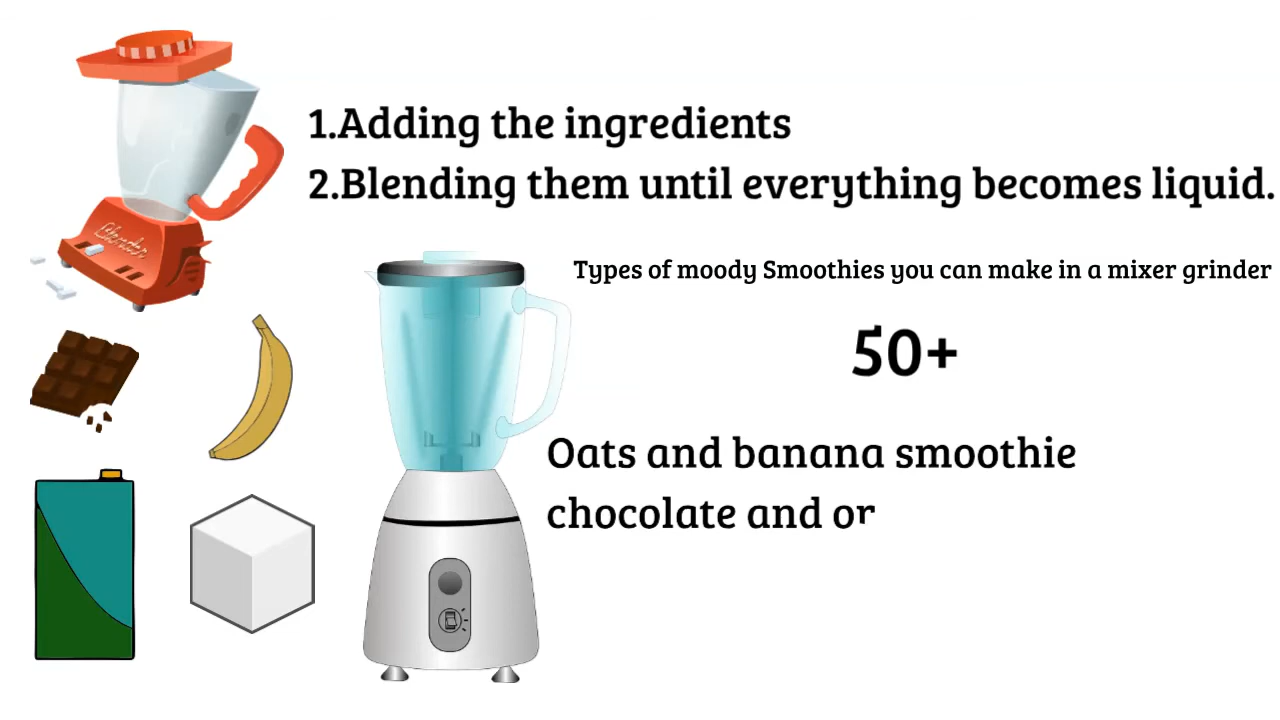 Blender
1.Adding the ingredients
2.Blending them until everything becomes liquid.
Types of moody Smoothies you can make in a mixer grinder
50+
Oats and banana smoothie
chocolate and or